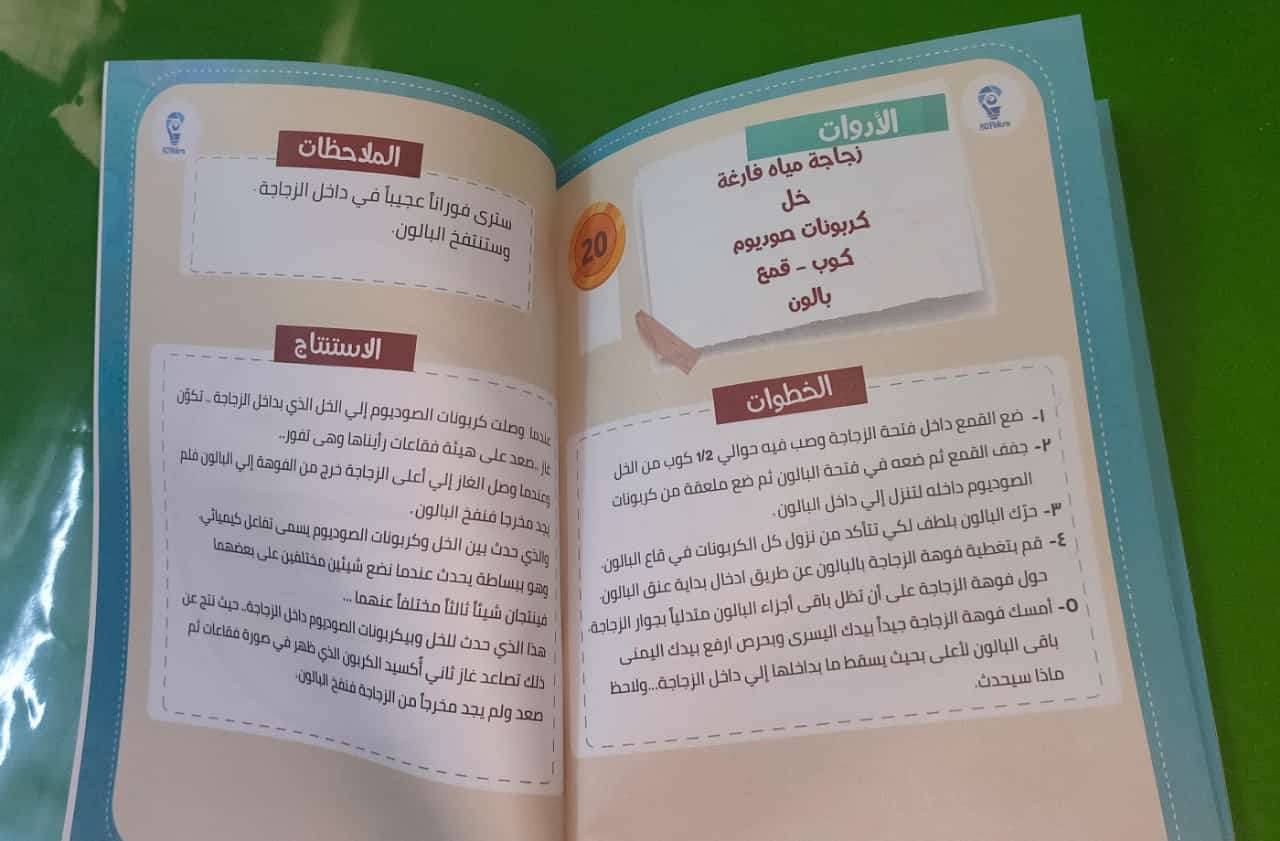 الأدوات
زجاجة مياه فارغة
خل
كربونات صوديوم
كوب - قمع
بالون
20
الخطوات
١- ضع القمع داخل فتحة الزجاجة وصب فيه حوالي 1/2 كوب من الخل
٢- جفف القمع ثم ضعه في فتحة البالون ثم ضع ملعقة من كربونات
الصوديوم داخله لتنزل إلي داخل البالون.
٣- حرّك البالون بلطف لكي تتأكد من نزول كل الكربونات في قاع البالون.
٤- قم بتغطية فوهة الزجاجة بالبالون عن طريق ادخال بداية عنق البالون.
حول فوهة الزجاجة على أن تظل باقى أجزاء البالون متدلياً بجوار الزجاجة.
٥- أمسك فوهة الزجاجة جيداً بيدك اليسرى وبحرص ارفع بيدك اليمنى
باقى البالون لأعلى بحيث يسقط ما بداخلها إلي داخل الزجاجة...ولاحظ
ماذا سيحدث.
الملاحظات
سترى فوراناً عجيباً في داخل الزجاجة .
وستنتفخ البالون.
الاستنتاج
عندما وصلت كربونات الصوديوم إلي الخل الذي بداخل الزجاجة .. تكوّن
غاز ..صعد على هيئة فقاعات رأيناها وهى تفور..
وعندما وصل الغاز إلي أعلى الزجاجة خرج من الفوهة إلي البالون فلم
يجد مخرجا فنفخ البالون .
والذي حدث بين الخل وكربونات الصوديوم يسمى تفاعل كيميائي.
وهو ببساطة يحدث عندما نضع شيئين مختلفين على بعضهما
فينتجان شيئاً ثالثاً مختلفاً عنهما ...
هذا الذي حدث للخل وبيكربونات الصوديوم داخل الزجاجة.. حيث نتج عن
ذلك تصاعد غاز ثاني أكسيد الكربون الذي ظهر في صورة فقاعات ثم
صعد ولم يجد مخرجاً من الزجاجة فنفخ البالون.